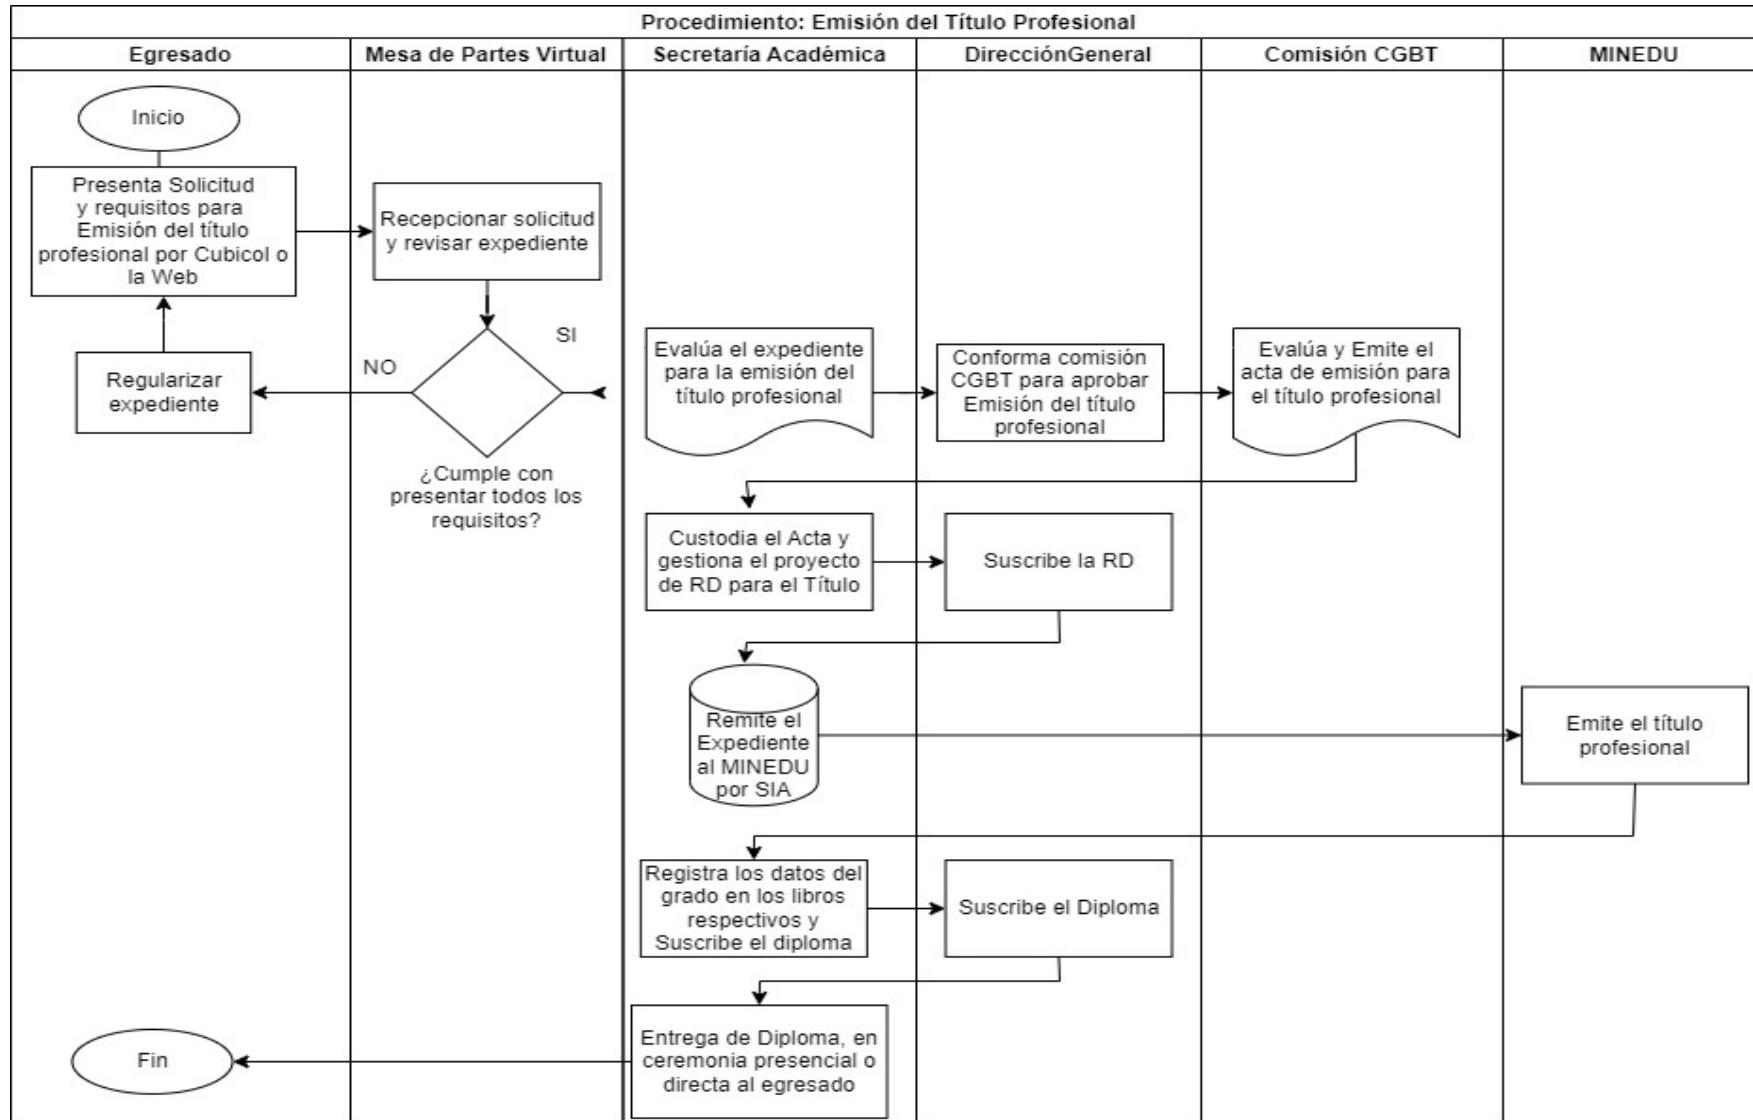 Procedimiento: Emisión del Título Profesional
Egresado
Mesa de Partes Virtual
Secretaría Académica
DirecciónGeneral
Comisión CGBT
MINEDU
Inicio
Presenta Solicitud
y requisitos para
Emisión del título
profesional por Cubicol o
la Web
Recepcionar solicitud
y revisar expediente
SI
NO
Regularizar
expediente
¿Cumple con
presentar todos los
requisitos?
Evalúa el expediente
para la emisión del
título profesional
Conforma comisión
CGBT para aprobar
Emisión del título
profesional
Evalúa y Emite el
acta de emisión para
el título profesional
Custodia el Acta y
gestiona el proyecto
de RD para el Título
Suscribe la RD
Remite el
Expediente
al MINEDU
por SIA
Emite el título
profesional
Registra los datos del
grado en los libros
respectivos y
Suscribe el diploma
Suscribe el Diploma
Entrega de Diploma, en
ceremonia presencial o
directa al egresado
Fin